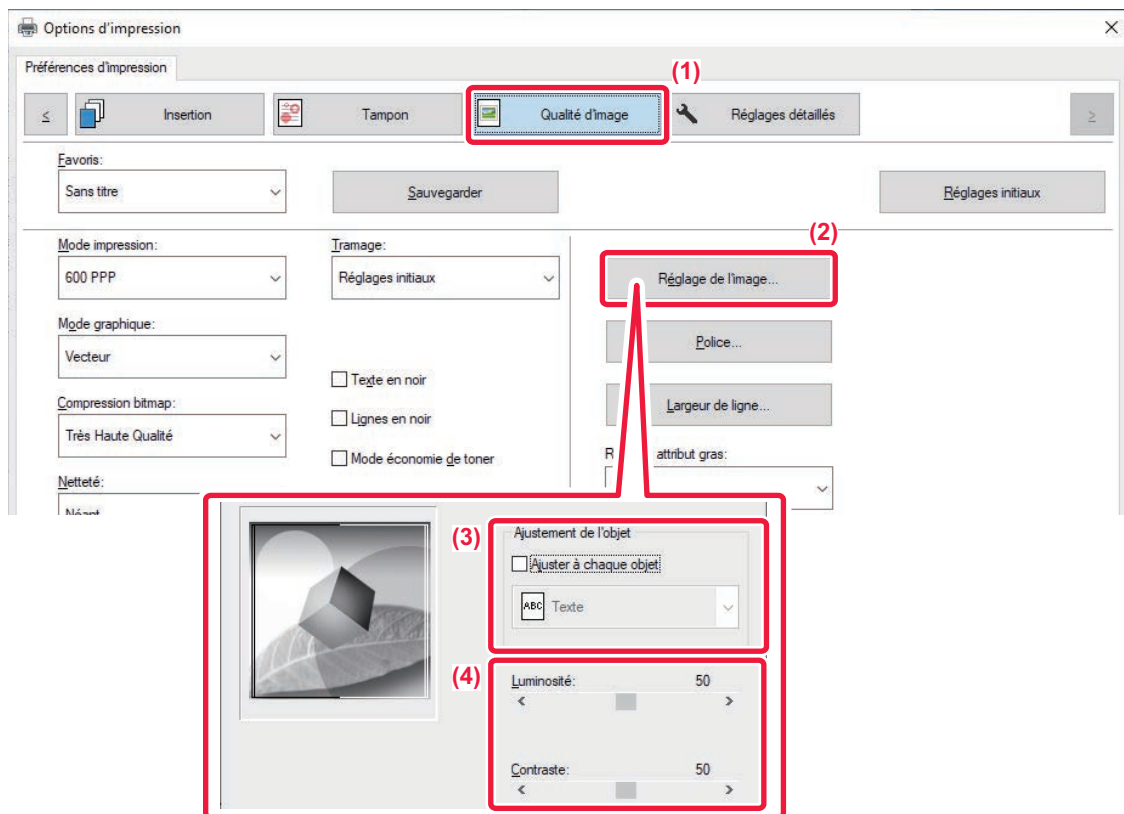 Options d'impression
Préférences d'impression
(1)
<
Insertion
Tampon
Qualité d'image
Réglages détaillés
>
Favoris:
Sans titre
Sauvegarder
Réglages initiaux
(2)
Mode impression:
Tramage:
600 PPP
Réglages initiaux
Réglage de l'image...
Mode graphique:
Police...
Vecteur
Texte en noir
Compression bitmap:
Lignes en noir
Largeur de ligne...
Très Haute Qualité
Mode économie de toner
R attribut gras:
Netteté:
Néant
(3)
Ajustement de l'objet
Ajuster à chaque objet
ABC Texte
(4)
Luminosité: 50
< >
Contraste: 50
< >